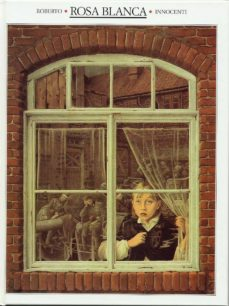 ROBERTO ★ ROSA BLANCA ★ INNOCENTI